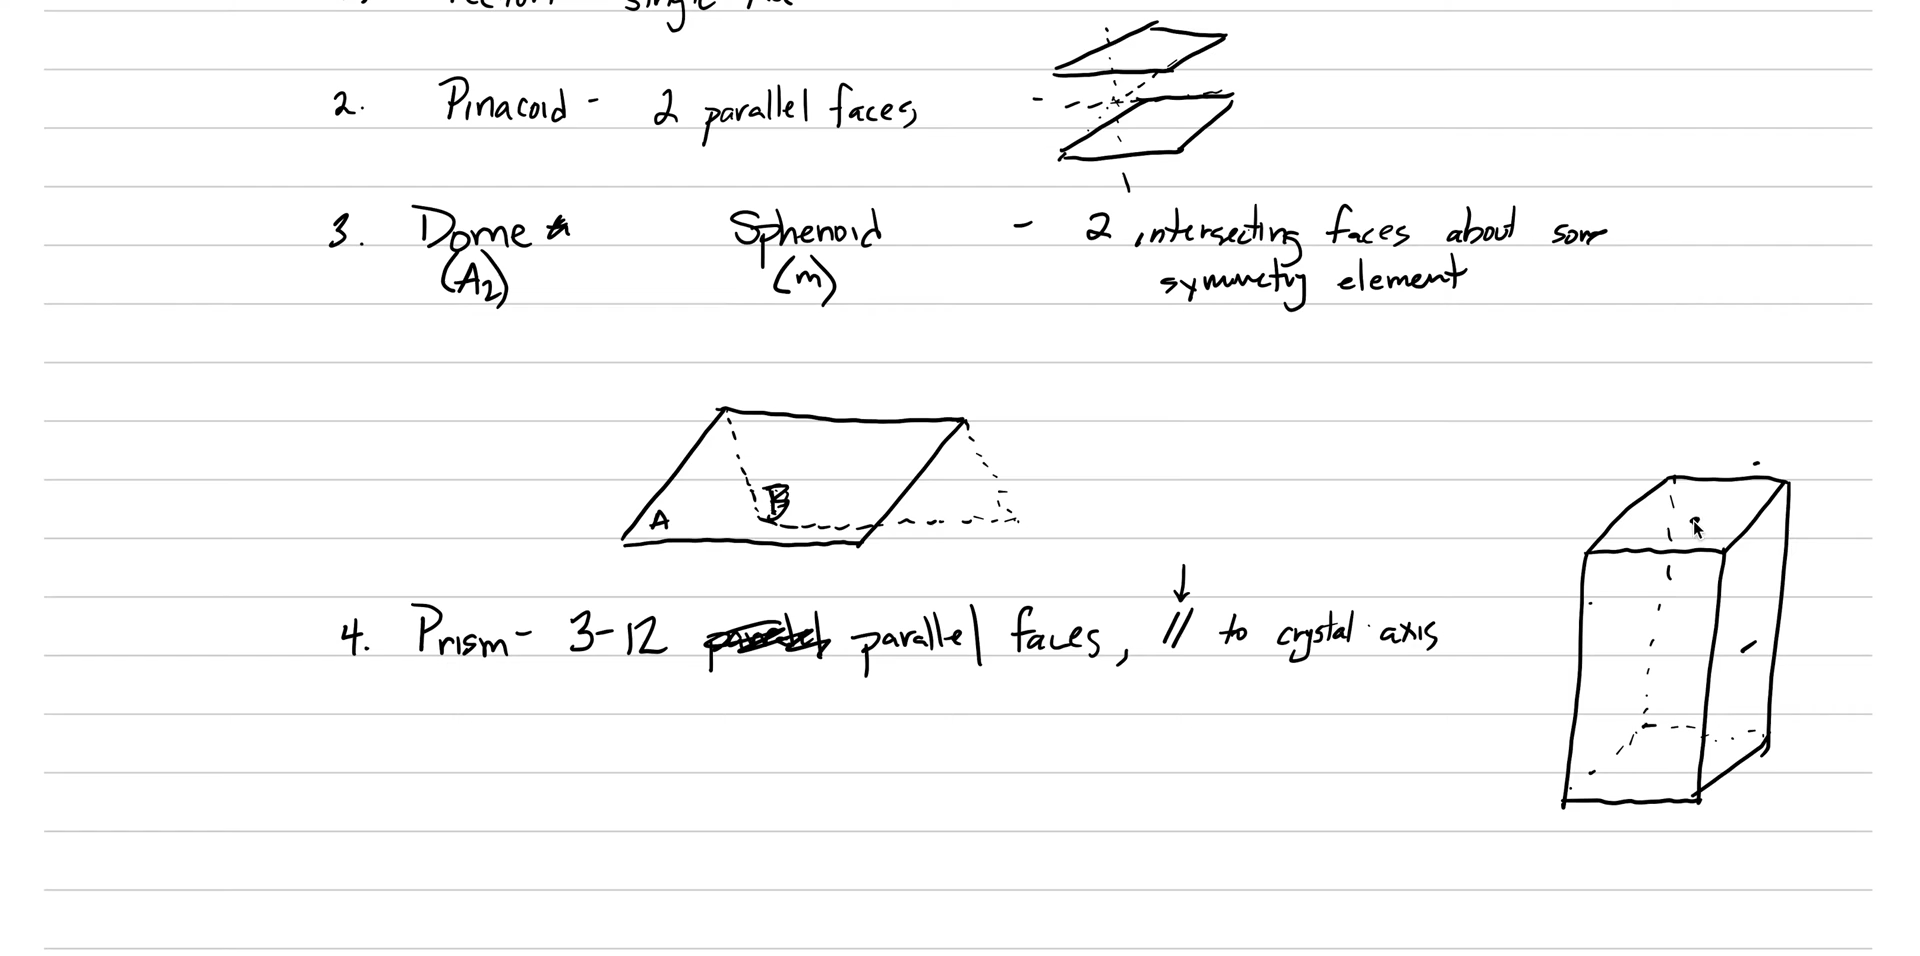 single
2. Pinacoid - 2 parallel faces,
3. Dome Sphenoid - 2 intersecting faces about som
(A2) (m) symmetry element
A B
4. Prism - 3-12 parallel faces, // to crystal axis